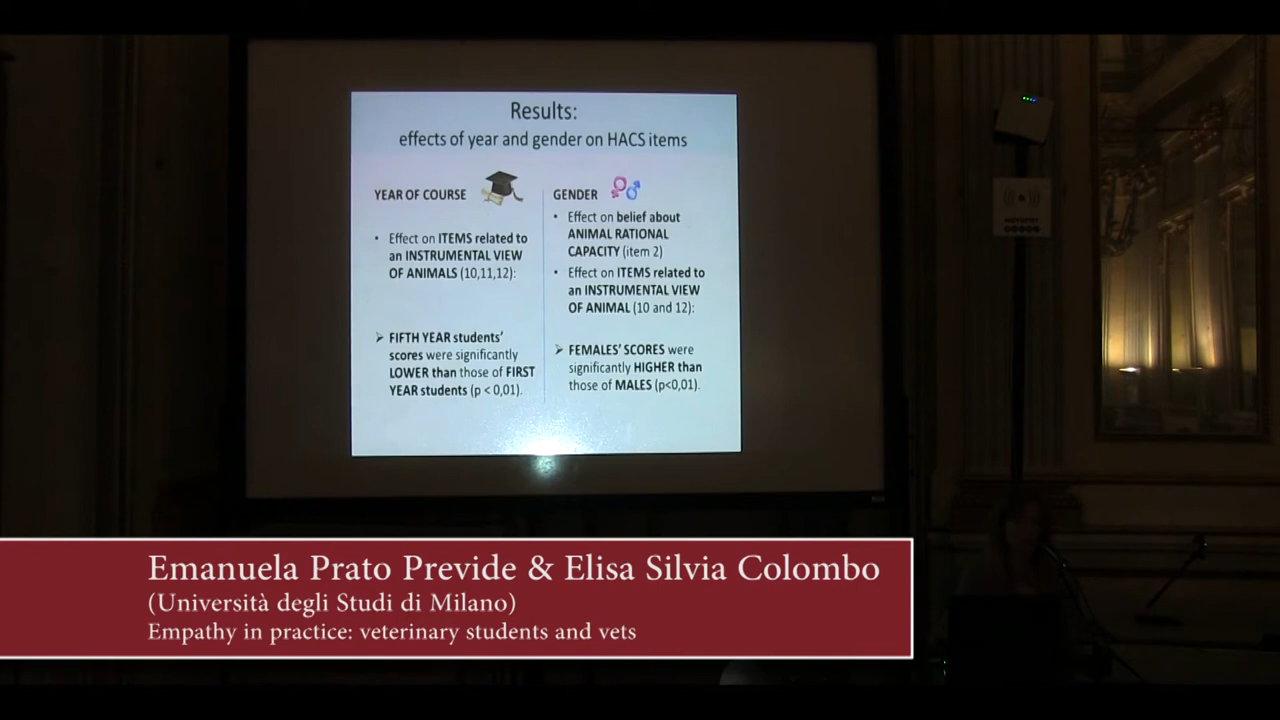 Results:
effects of year and gender on HACS items
YEAR OF COURSE
• Effect on ITEMS related to
an INSTRUMENTAL VIEW
OF ANIMALS (10,11,12):
➢ FIFTH YEAR students'
scores were significantly
LOWER than those of FIRST
YEAR students (p < 0,01).
GENDER
• Effect on belief about
ANIMAL RATIONAL
CAPACITY (item 2)
• Effect on ITEMS related to
an INSTRUMENTAL VIEW
OF ANIMAL (10 and 12):
➢ FEMALES' SCORES were
significantly HIGHER than
those of MALES (p<0,01).
Emanuela Prato Previde & Elisa Silvia Colombo
(Università degli Studi di Milano)
Empathy in practice: veterinary students and vets